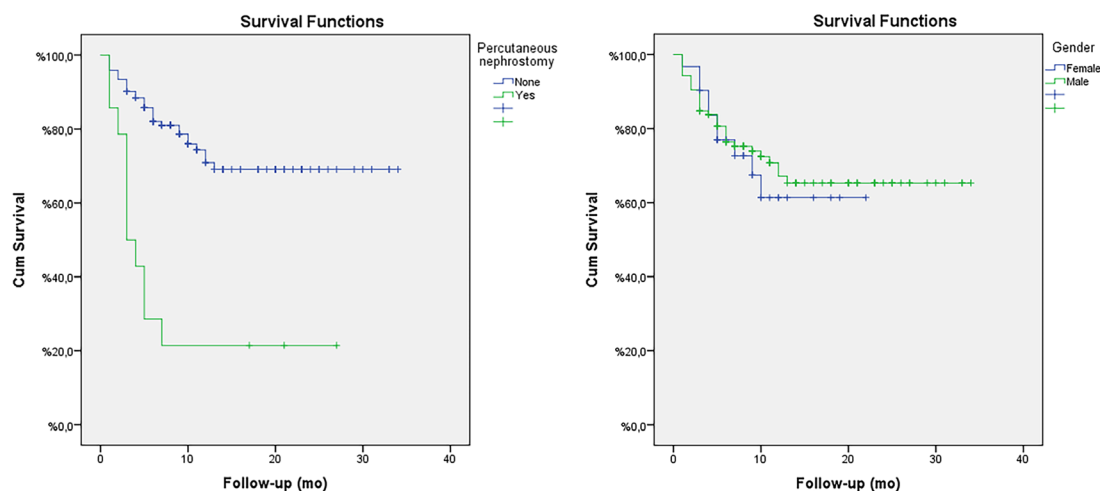 Survival Functions
Percutaneous
nephrostomy
None
Yes
%100,0
%80,0
%60,0
%40,0
%20,0
%0,0
Cum Survival
0 10 20 30 40
Follow-up (mo)
Survival Functions
Gender
Female
Male
%100,0
%80,0
%60,0
%40,0
%20,0
%0,0
Cum Survival
0 10 20 30 40
Follow-up (mo)